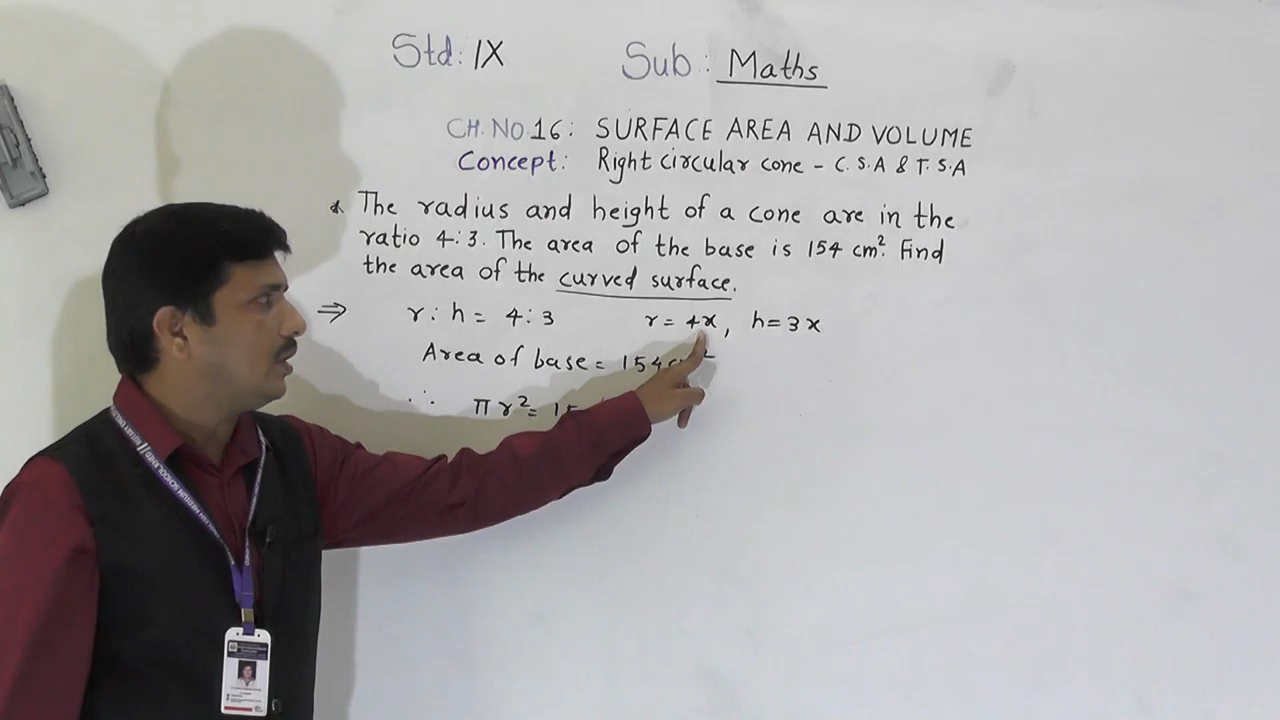 Std: IX Sub: Maths
CH. NO. 16: SURFACE AREA AND VOLUME
Concept: Right circular cone - C.S.A & T.S.A
The radius and height of a cone are in the
ratio 4:3. The area of the base is 154 cm². Find
the area of the curved surface.
⇒ r : h = 4 : 3 r = 4x, h = 3x
Area of base = 154 cm²
∴ πr² = 15